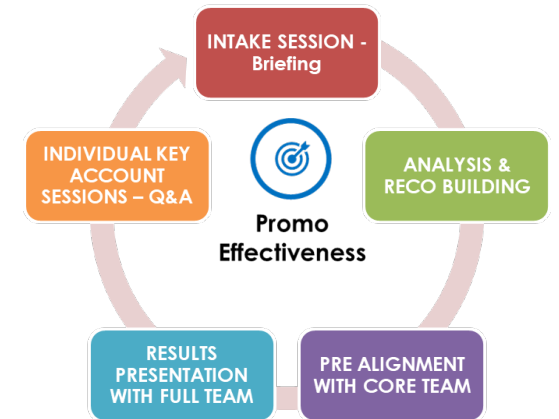 INTAKE SESSION -
Briefing
ANALYSIS &
RECO BUILDING
PRE ALIGNMENT
WITH CORE TEAM
RESULTS
PRESENTATION
WITH FULL TEAM
INDIVIDUAL KEY
ACCOUNT
SESSIONS – Q&A
Promo
Effectiveness